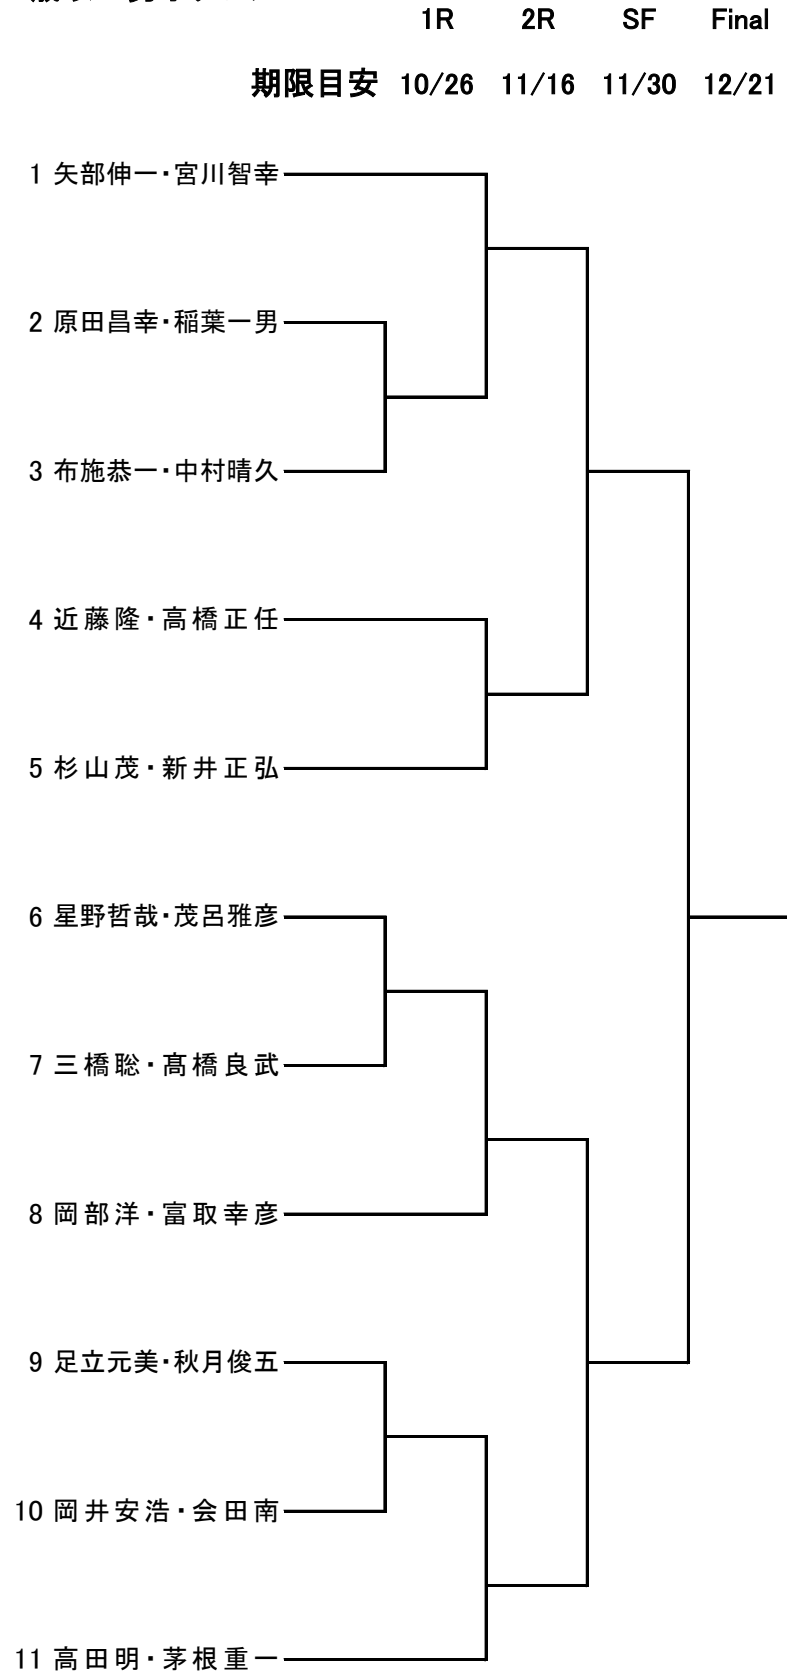 1R 2R SF Final
期限目安 10/26 11/16 11/30 12/21
1 矢部伸一・宮川智幸
2 原田昌幸・稲葉一男
3 布施恭一・中村晴久
4 近藤隆・高橋正任
5 杉山茂・新井正弘
6 星野哲哉・茂呂雅彦
7 三橋聡・髙橋良武
8 岡部洋・富取幸彦
9 足立元美・秋月俊五
10 岡井安浩・会田南
11 高田明・茅根重一